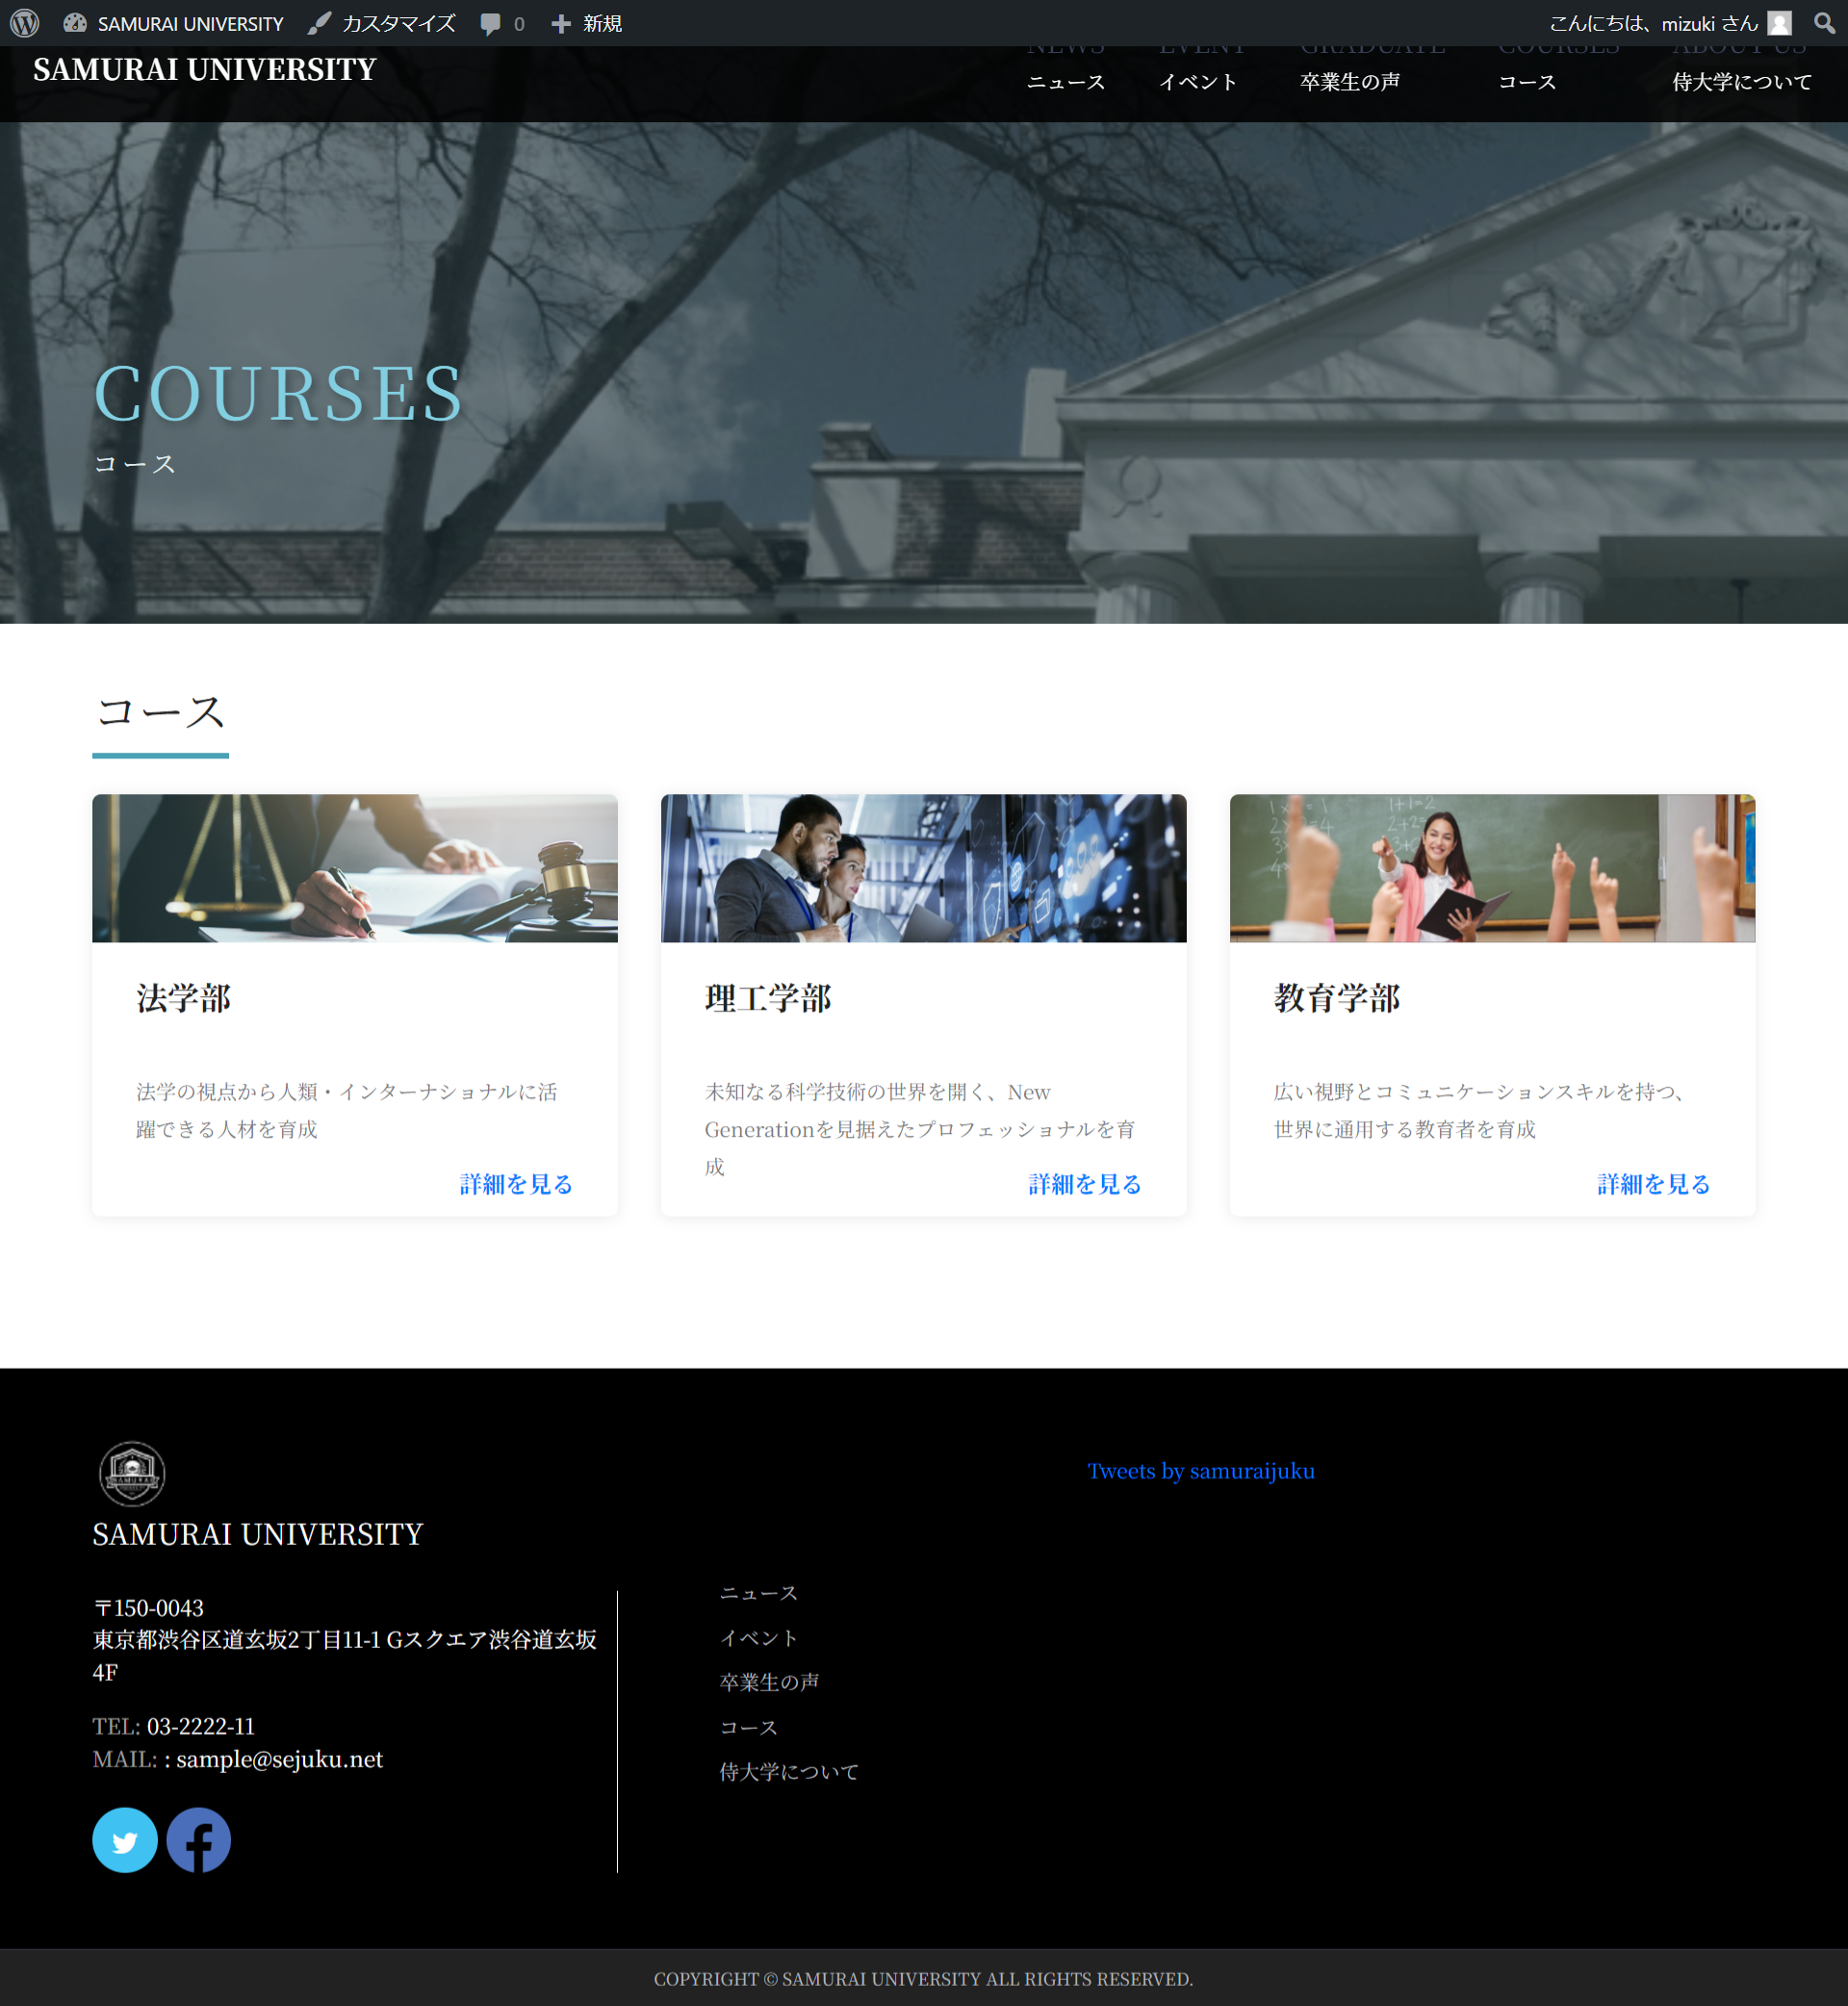 SAMURAI UNIVERSITY カスタマイズ 0 新規 こんにちは、mizuki さん
SAMURAI UNIVERSITY
NEWS EVENT GRADUATE COURSES ABOUT US
ニュース イベント 卒業生の声 コース 侍大学について
COURSES
コース
コース
法学部
法学の視点から人類・インターナショナルに活
躍できる人材を育成
詳細を見る
理工学部
未知なる科学技術の世界を開く、New
Generationを見据えたプロフェッショナルを育
成
詳細を見る
教育学部
広い視野とコミュニケーションスキルを持つ、
世界に通用する教育者を育成
詳細を見る
SAMURAI UNIVERSITY
〒150-0043
東京都渋谷区道玄坂2丁目11-1 Gスクエア渋谷道玄坂
4F
TEL: 03-2222-11
MAIL: : sample@sejuku.net
ニュース
イベント
卒業生の声
コース
侍大学について
Tweets by samuraijuku
COPYRIGHT © SAMURAI UNIVERSITY ALL RIGHTS RESERVED.